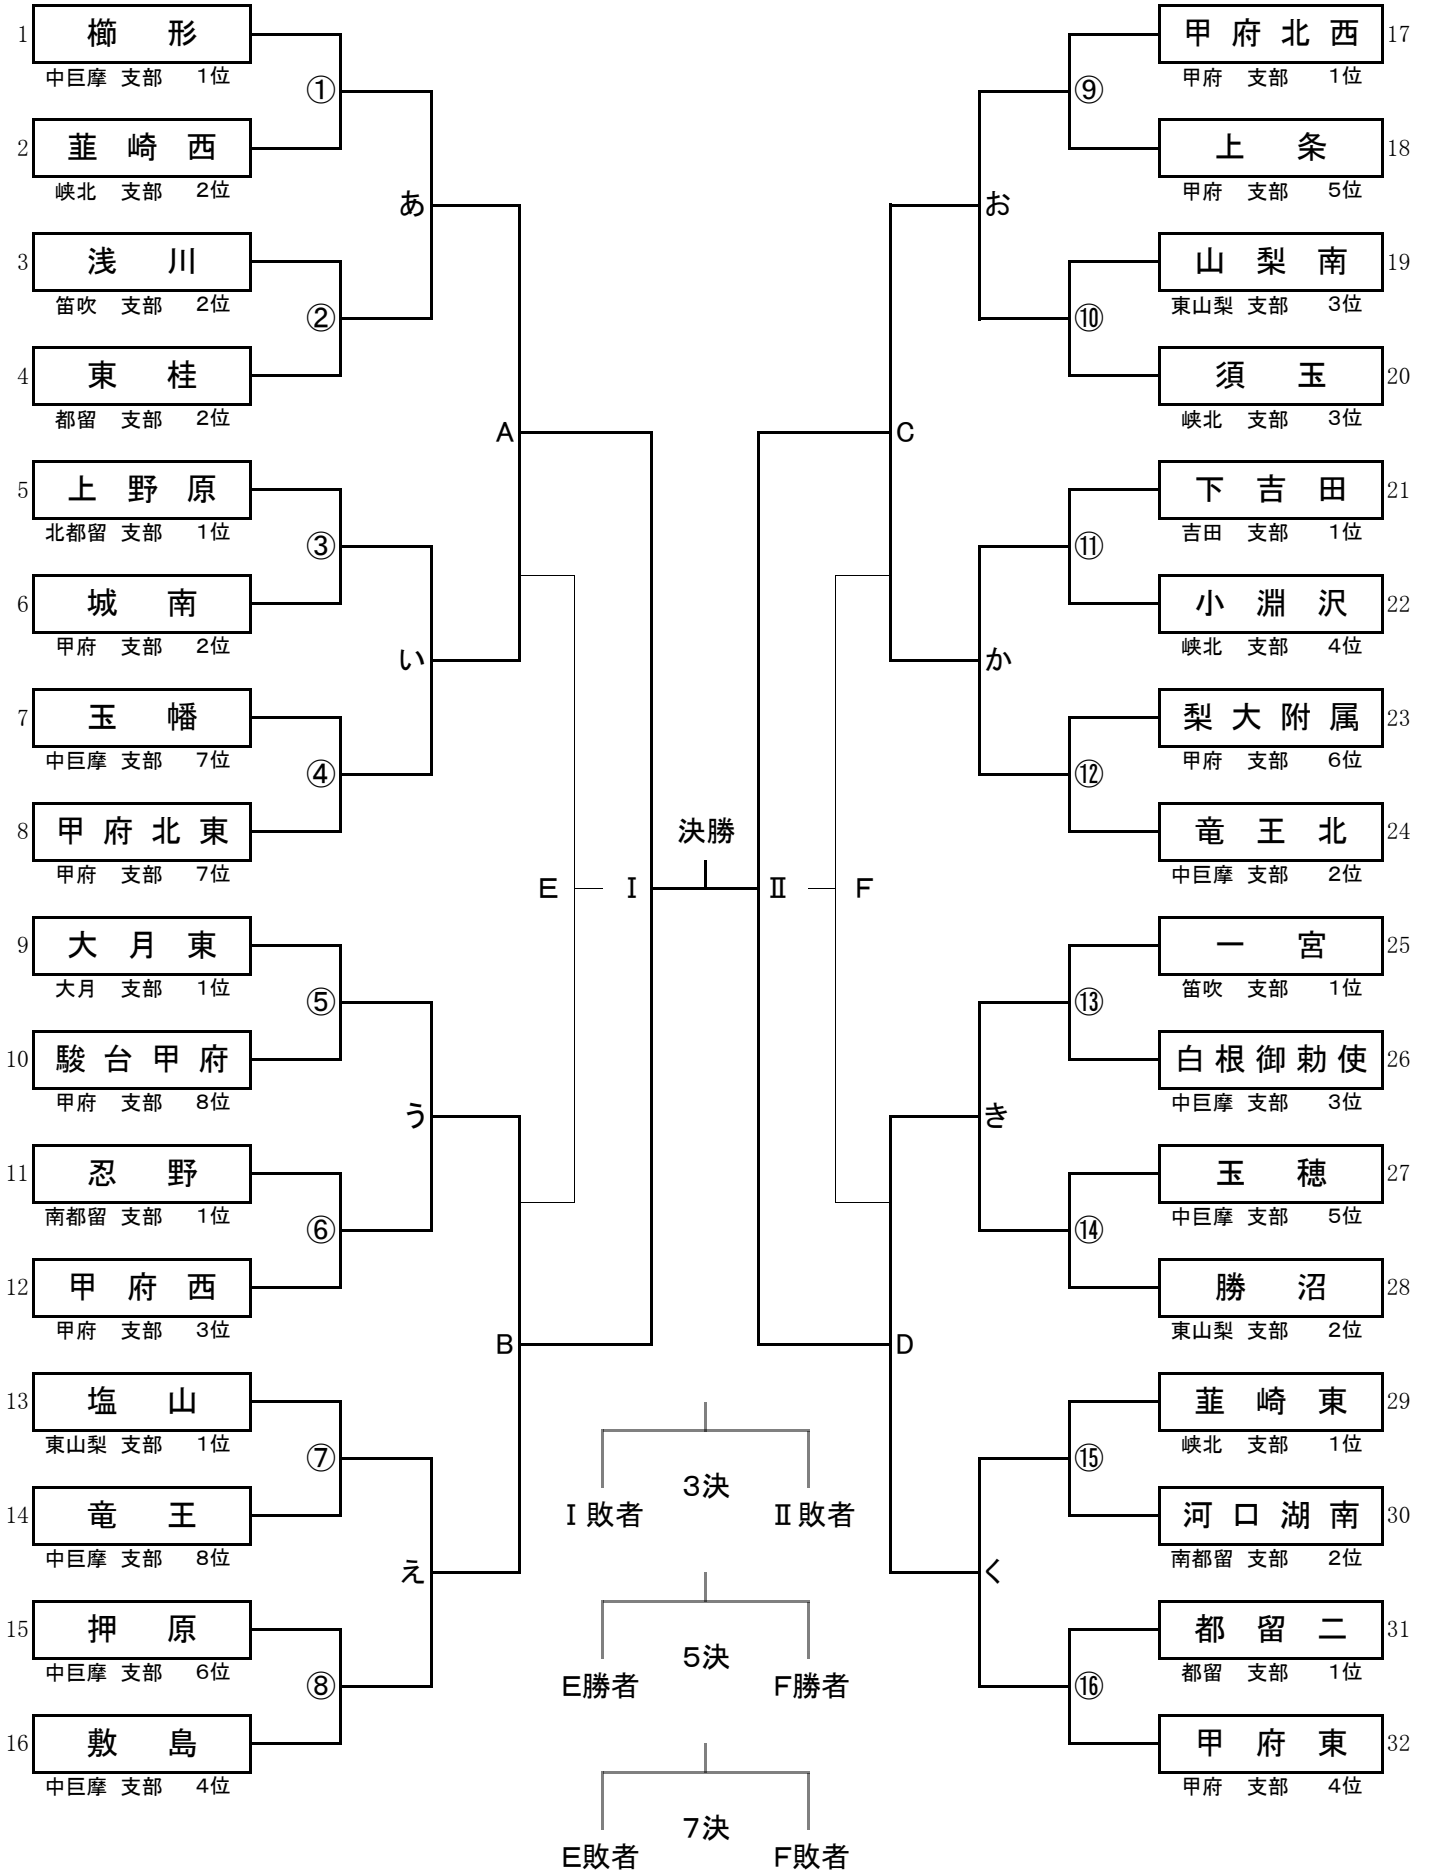 1 櫛形
中巨摩 支部 1位
①
2 韮崎西
峡北 支部 2位
あ
3 浅川
笛吹 支部 2位
②
4 東桂
都留 支部 2位
A
5 上野原
北都留 支部 1位
③
6 城南
甲府 支部 2位
い
7 玉幡
中巨摩 支部 7位
④
8 甲府北東
甲府 支部 7位
E
Ⅰ
9 大月東
大月 支部 1位
⑤
10 駿台甲府
甲府 支部 8位
う
11 忍野
南都留 支部 1位
⑥
12 甲府西
甲府 支部 3位
B
13 塩山
東山梨 支部 1位
⑦
14 竜王
中巨摩 支部 8位
え
15 押原
中巨摩 支部 6位
⑧
16 敷島
中巨摩 支部 4位
決勝
3決
Ⅰ敗者 Ⅱ敗者
5決
E勝者 F勝者
7決
E敗者 F敗者
甲府北西 17
甲府 支部 1位
⑨
上条 18
甲府 支部 5位
お
山梨南 19
東山梨 支部 3位
⑩
須玉 20
峡北 支部 3位
C
下吉田 21
吉田 支部 1位
⑪
小淵沢 22
峡北 支部 4位
か
梨大附属 23
甲府 支部 6位
⑫
竜王北 24
中巨摩 支部 2位
Ⅱ
F
一宮 25
笛吹 支部 1位
⑬
白根御勅使 26
中巨摩 支部 3位
き
玉穂 27
中巨摩 支部 5位
⑭
勝沼 28
東山梨 支部 2位
D
韮崎東 29
峡北 支部 1位
⑮
河口湖南 30
南都留 支部 2位
く
都留二 31
都留 支部 1位
⑯
甲府東 32
甲府 支部 4位